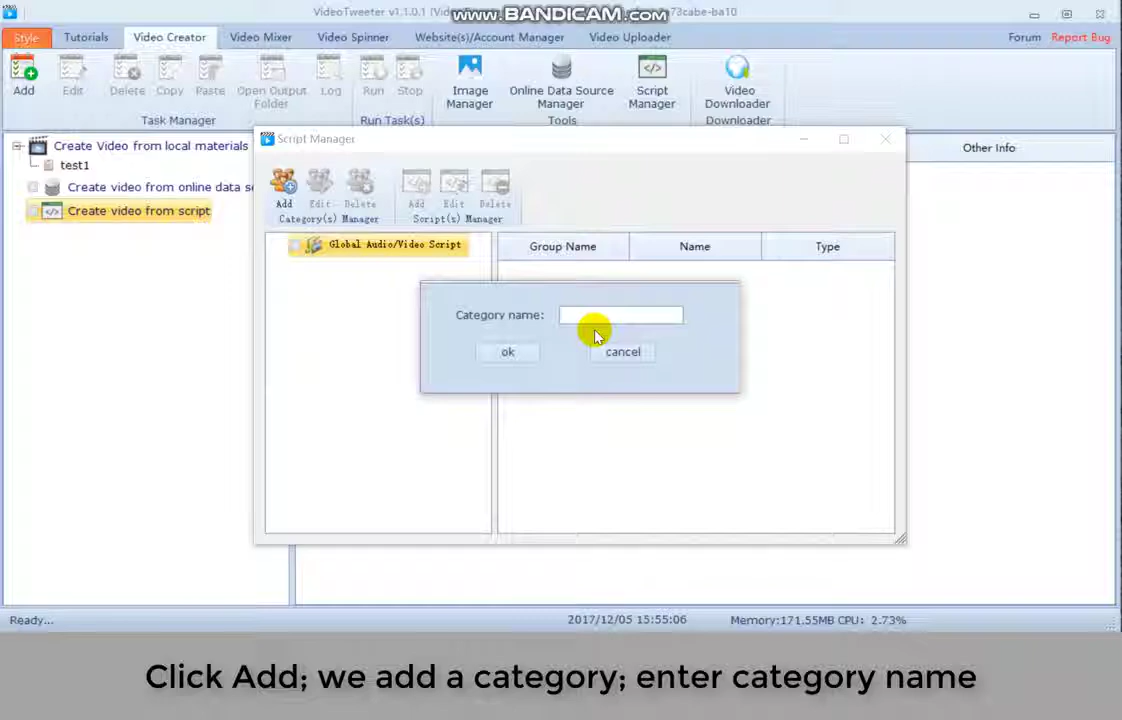 VideoTweeter v1.1.0.1 (Video
www.BANDICAM.com
e73cabe-ba10
Style Tutorials Video Creator Video Mixer Video Spinner Website(s)/Account Manager Video Uploader Forum Report Bug
Add Edit Delete Copy Paste Open Output Folder Log Run Stop Image Manager Online Data Source Manager Script Manager Video Downloader
Task Manager Run Task(s) Tools Downloader
Create Video from local materials
test1
Create video from online data s
Create video from script
Script Manager
Other Info
Add Edit Delete Add Edit Delete
Category(s) Manager Script(s) Manager
Global Audio/Video Script
Group Name Name Type
Category name:
ok cancel
Ready... 2017/12/05 15:55:06 Memory:171.55MB CPU: 2.73%
Click Add; we add a category; enter category name